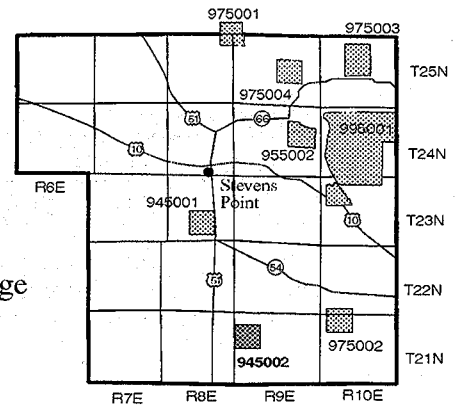 975001
975003
T25N
975004
51
66
995001
955002
T24N
10
R6E
Stevens
Point
945001
10
T23N
54
ge
51
T22N
975002
945002
T21N
R7E R8E R9E R10E